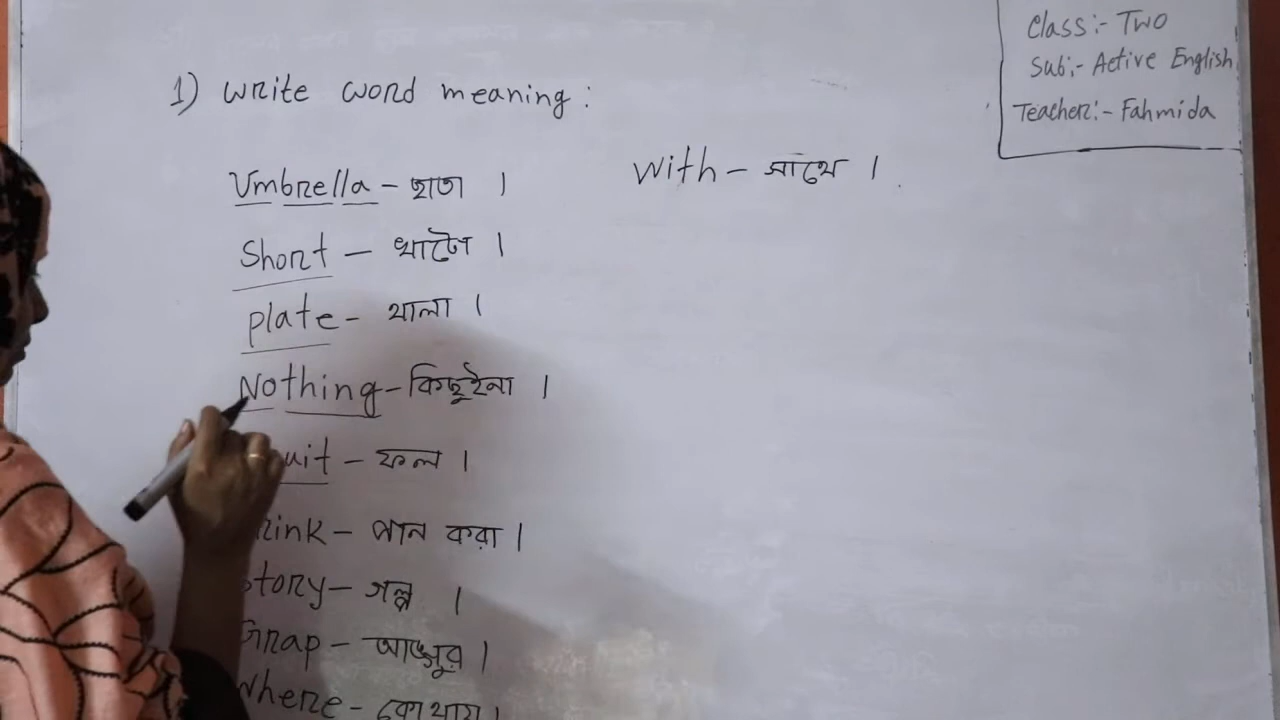 Class:- Two
Sub:- Active English
Teacher:- Fahmida
1) Write word meaning:
Umbrella - ছাতা ।
Short - খাটো ।
plate - থালা ।
Nothing - কিছুইনা ।
uit - ফল ।
rink - পান করা ।
Story - গল্প ।
Grap - আঙ্গুর ।
Where - কোথায় ।
With - সাথে ।